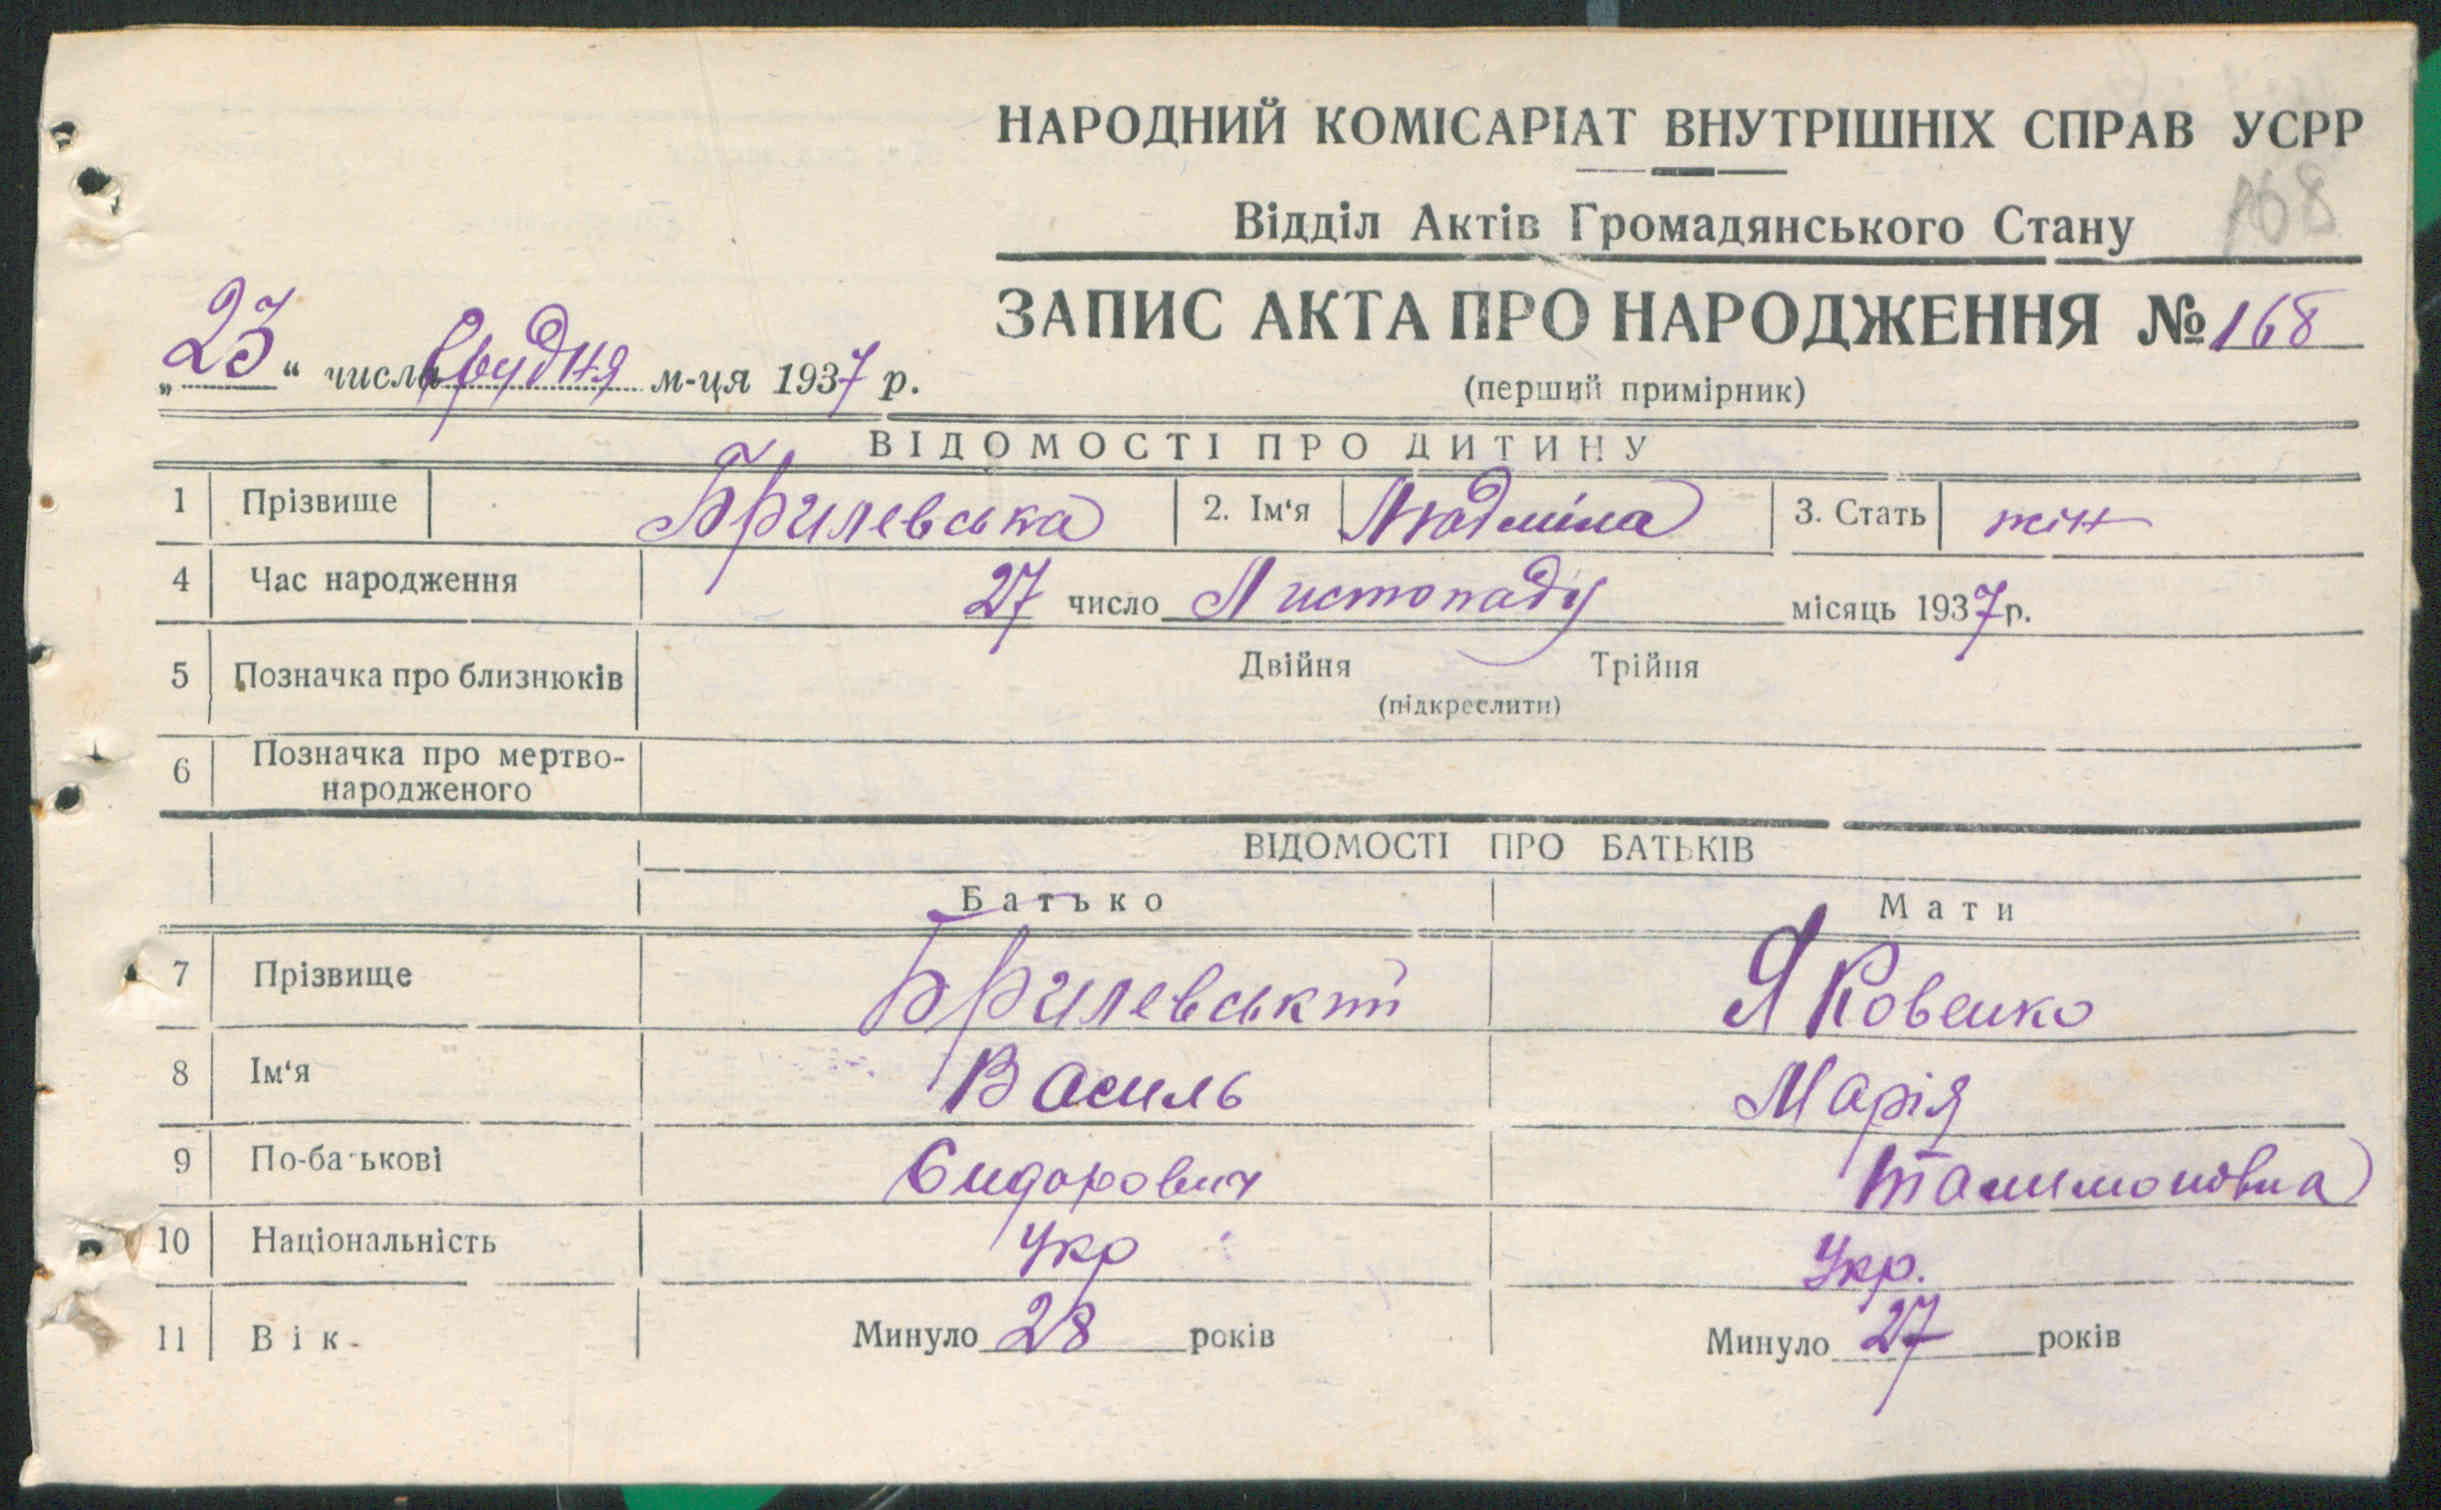 НАРОДНИЙ КОМІСАРІАТ ВНУТРІШНІХ СПРАВ УСРР
168
Відділ Актів Громадянського Стану
ЗАПИС АКТА ПРО НАРОДЖЕННЯ № 168
„23“ числа Грудня м-ця 1937 р.
(перший примірник)
ВІДОМОСТІ ПРО ДИТИНУ
1 Прізвище Брилевська 2. Ім‘я Людміла 3. Стать жін
4 Час народження 27 число Листопаду місяць 1937 р.
5 Позначка про близнюків Двійня Трійня
(підкреслити)
6 Позначка про мертво-
народженого
ВІДОМОСТІ ПРО БАТЬКІВ
Батько Мати
7 Прізвище Брилевський Яковенко
8 Ім‘я Василь Марія
9 По-батькові Сидорович
10 Національність Укр Укр.
11 Вік Минуло 28 років Минуло 27 років